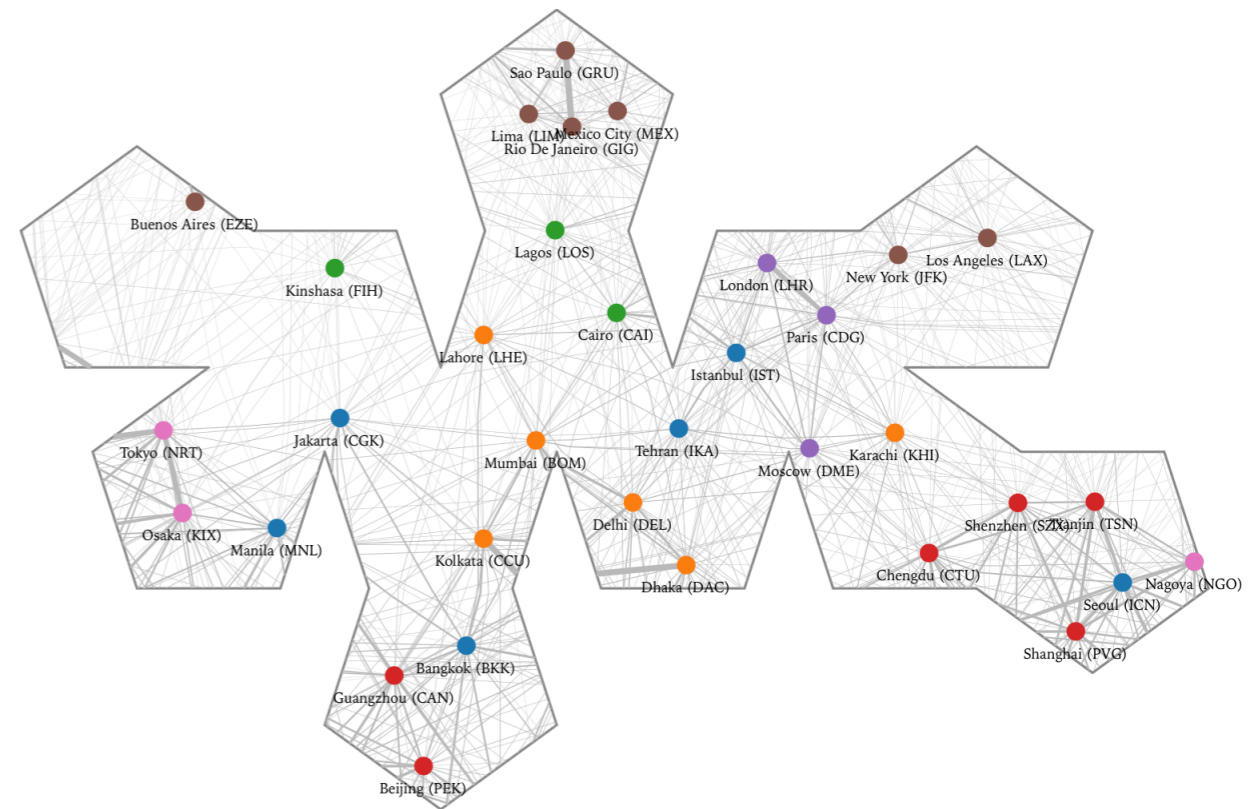 Sao Paulo (GRU)
Lima (LIM)
Mexico City (MEX)
Rio De Janeiro (GIG)
Buenos Aires (EZE)
Lagos (LOS)
Los Angeles (LAX)
New York (JFK)
London (LHR)
Kinshasa (FIH)
Cairo (CAI)
Paris (CDG)
Lahore (LHE)
Istanbul (IST)
Jakarta (CGK)
Tokyo (NRT)
Tehran (IKA)
Karachi (KHI)
Mumbai (BOM)
Moscow (DME)
Delhi (DEL)
Shenzhen (SZX)
Tianjin (TSN)
Osaka (KIX)
Manila (MNL)
Kolkata (CCU)
Chengdu (CTU)
Nagoya (NGO)
Dhaka (DAC)
Seoul (ICN)
Shanghai (PVG)
Bangkok (BKK)
Guangzhou (CAN)
Beijing (PEK)